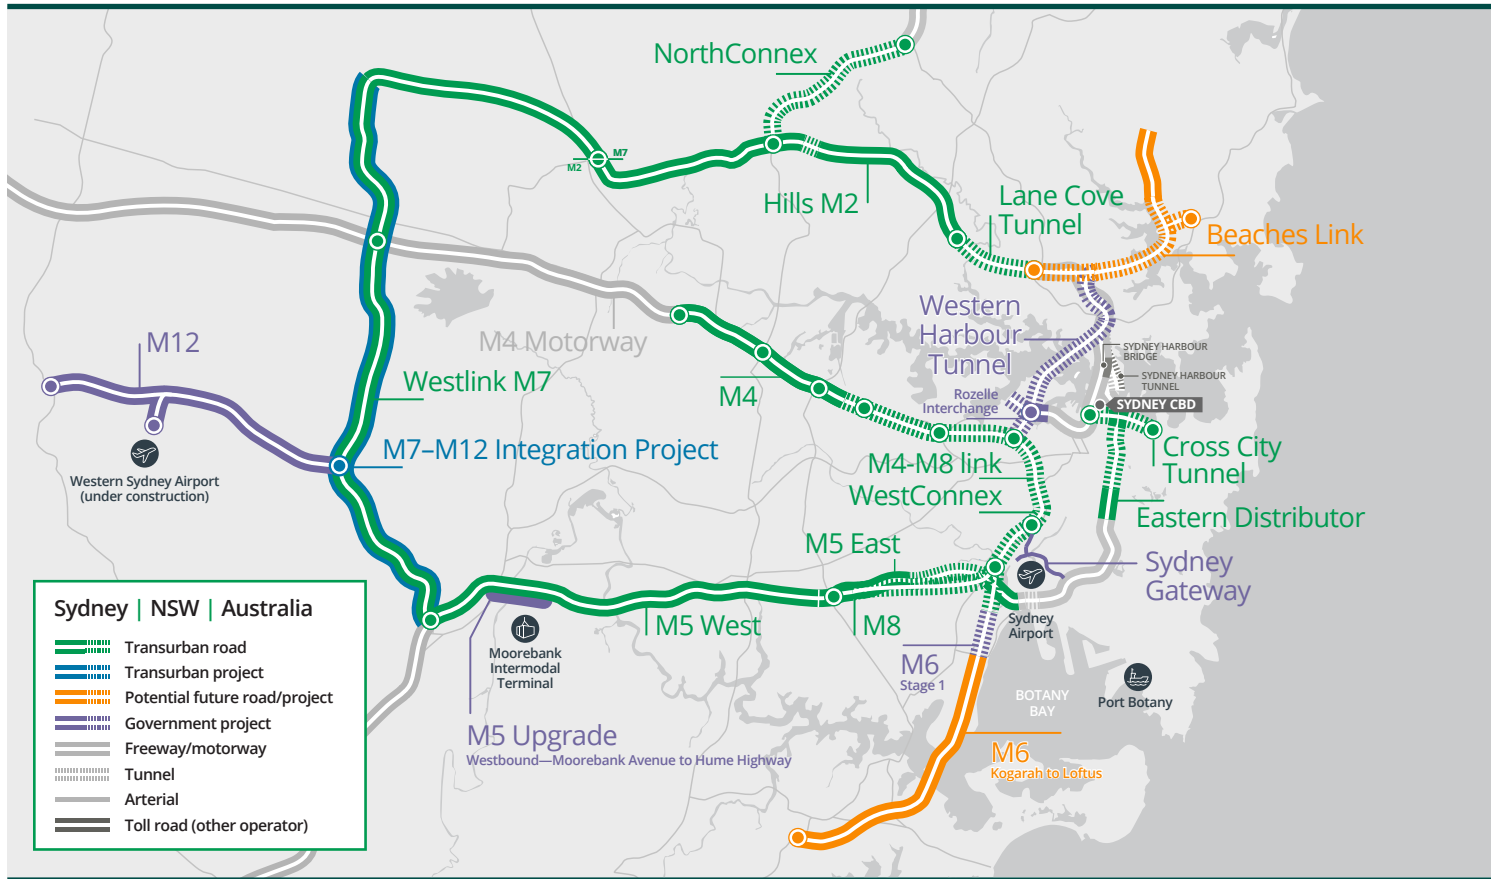 NorthConnex
M7
M2
Hills M2
Lane Cove
Tunnel
Beaches Link
Western
Harbour
Tunnel
M12
M4 Motorway
SYDNEY HARBOUR
BRIDGE
SYDNEY HARBOUR
TUNNEL
Westlink M7
M4
Rozelle
Interchange
SYDNEY CBD
M7–M12 Integration Project
Cross City
Tunnel
M4-M8 link
WestConnex
Western Sydney Airport
(under construction)
Eastern Distributor
M5 East
Sydney
Gateway
Sydney | NSW | Australia
Transurban road
Transurban project
Potential future road/project
Government project
Freeway/motorway
Tunnel
Arterial
Toll road (other operator)
M5 West
M8
Sydney
Airport
Moorebank
Intermodal
Terminal
M6
Stage 1
BOTANY
BAY
Port Botany
M5 Upgrade
Westbound—Moorebank Avenue to Hume Highway
M6
Kogarah to Loftus